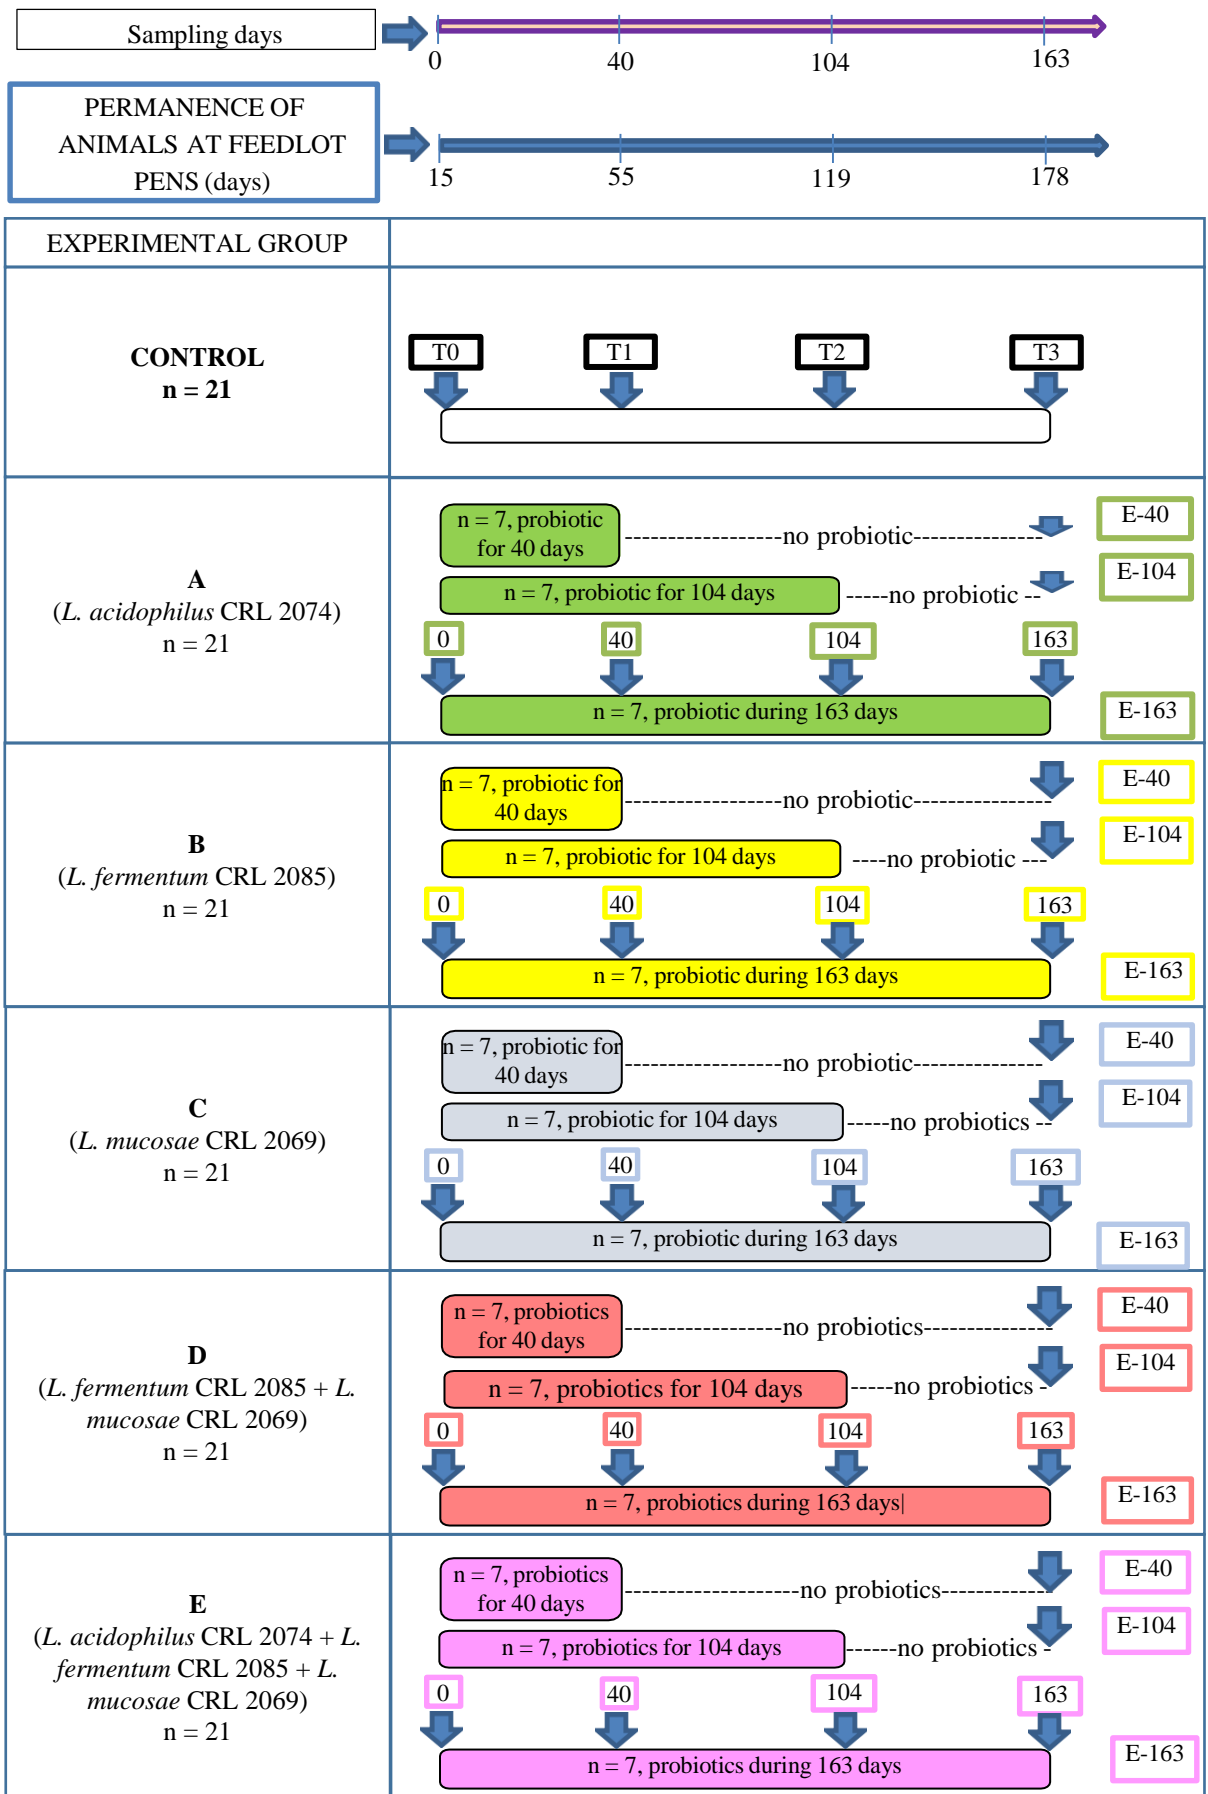 Sampling days
0 40 104 163
PERMANENCE OF
ANIMALS AT FEEDLOT
PENS (days)
15 55 119 178
EXPERIMENTAL GROUP
CONTROL
n = 21
T0 T1 T2 T3
A
(L. acidophilus CRL 2074)
n = 21
n = 7, probiotic
for 40 days
-----------------no probiotic--------------
E-40
n = 7, probiotic for 104 days
----no probiotic --
E-104
0 40 104 163
n = 7, probiotic during 163 days
E-163
B
(L. fermentum CRL 2085)
n = 21
n = 7, probiotic for
40 days
-----------------no probiotic---------------
E-40
n = 7, probiotic for 104 days
----no probiotic ---
E-104
0 40 104 163
n = 7, probiotic during 163 days
E-163
C
(L. mucosae CRL 2069)
n = 21
n = 7, probiotic for
40 days
-----------------no probiotic--------------
E-40
n = 7, probiotic for 104 days
-----no probiotics --
E-104
0 40 104 163
n = 7, probiotic during 163 days
E-163
D
(L. fermentum CRL 2085 + L.
mucosae CRL 2069)
n = 21
n = 7, probiotics
for 40 days
-----------------no probiotics--------------
E-40
n = 7, probiotics for 104 days
-----no probiotics -
E-104
0 40 104 163
n = 7, probiotics during 163 days|
E-163
E
(L. acidophilus CRL 2074 + L.
fermentum CRL 2085 + L.
mucosae CRL 2069)
n = 21
n = 7, probiotics
for 40 days
-------------------no probiotics------------
E-40
n = 7, probiotics for 104 days
------no probiotics -
E-104
0 40 104 163
n = 7, probiotics during 163 days
E-163